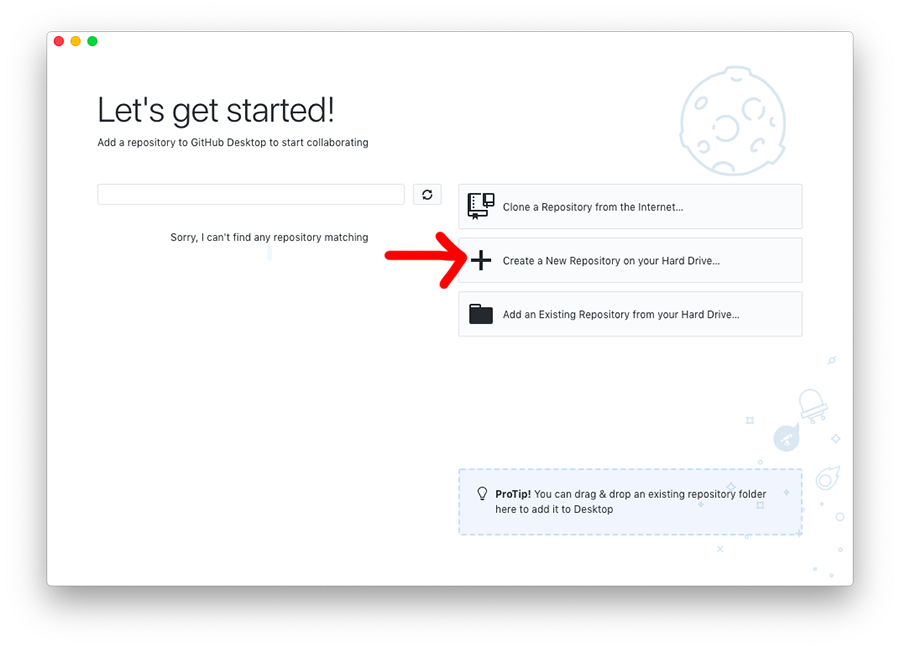 Let's get started!
Add a repository to GitHub Desktop to start collaborating
Sorry, I can't find any repository matching
Clone a Repository from the Internet...
Create a New Repository on your Hard Drive...
Add an Existing Repository from your Hard Drive...
ProTip! You can drag & drop an existing repository folder
here to add it to Desktop